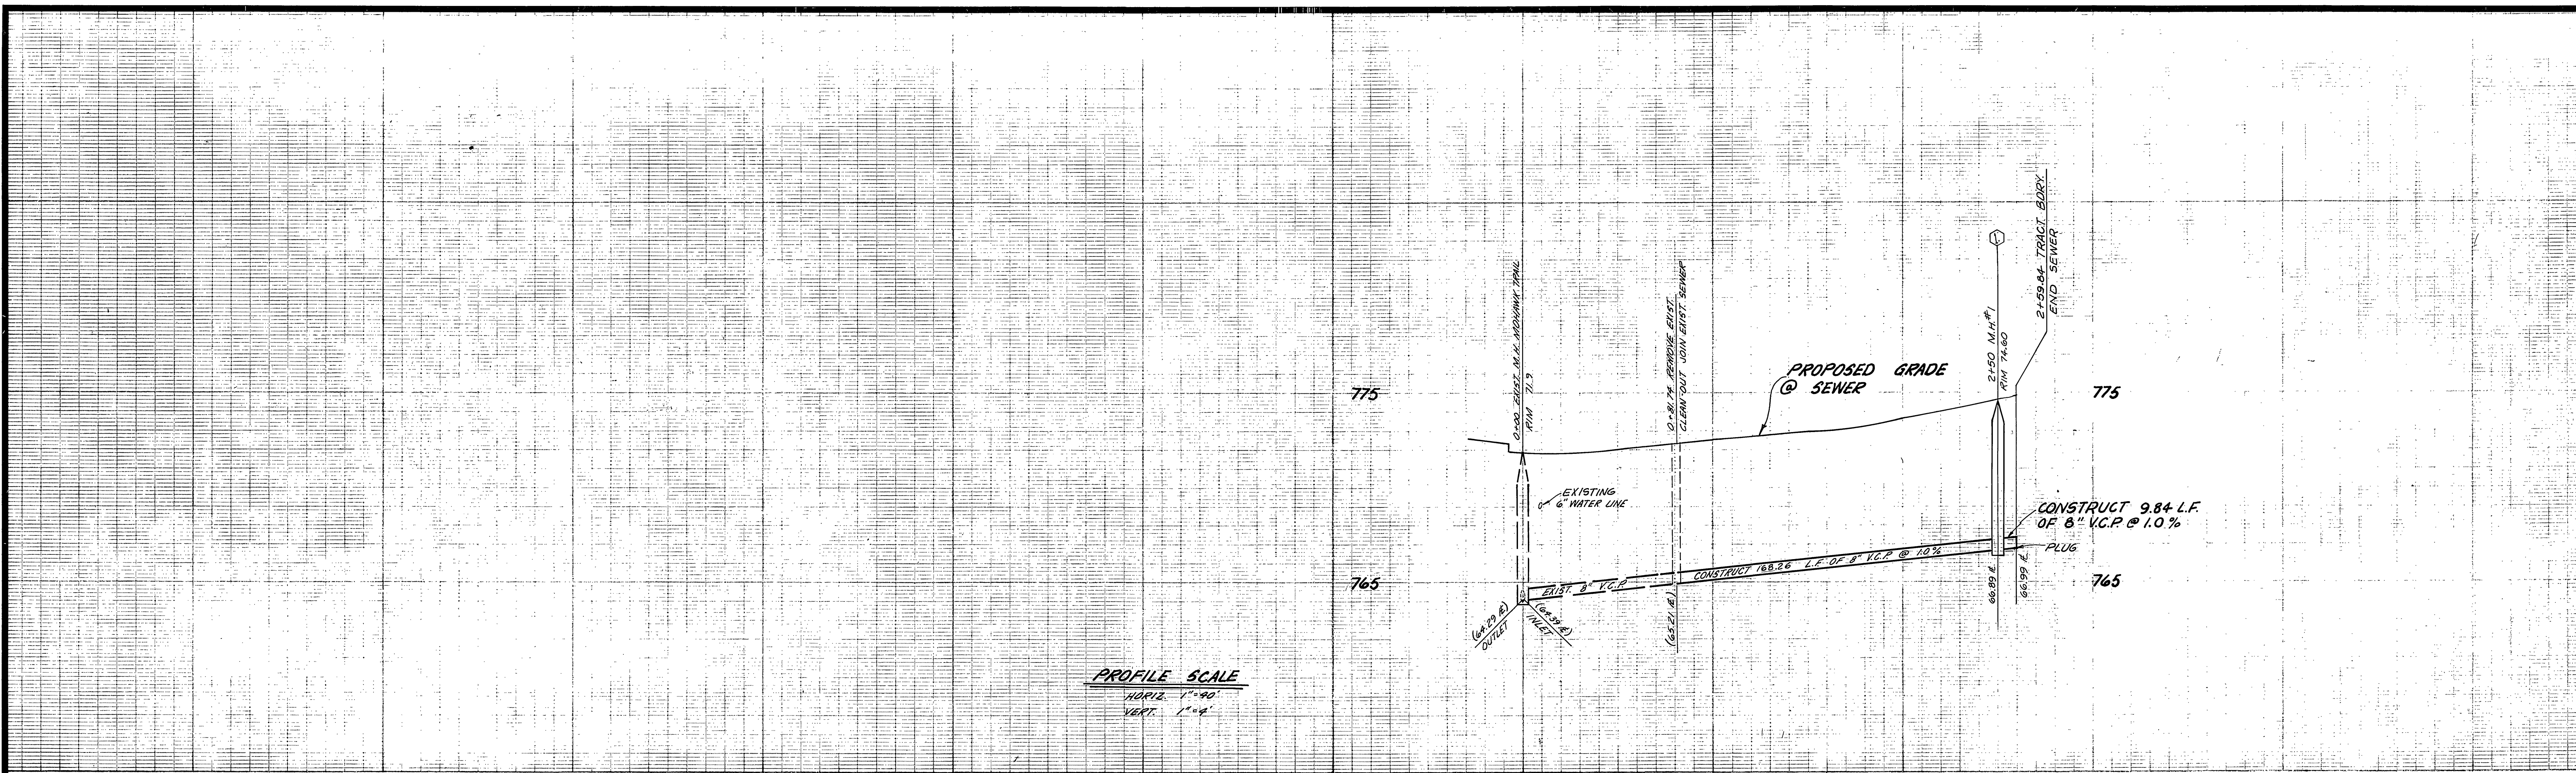 2+59.84 TRACT BDRY.
END SEWER
1
0+00 EXIST. M.H. MOHAWK TRAIL
RIM 71.9
0+81.74 REMOVE EXIST.
CLEAN-OUT JOIN EXIST. SEWER
2+50 M.H.#1
RIM 74.60
PROPOSED GRADE
@ SEWER
775
775
EXISTING
6" WATER LINE
CONSTRUCT 9.84 L.F.
OF 8" V.C.P. @ 1.0%
PLUG
EXIST. 8" V.C.P.
CONSTRUCT 168.26 L.F. OF 8" V.C.P. @ 1.0%
765
765
(64.29 )
OUTLET
(64.39 )
INLET
(65.21 )
66.89
66.99
PROFILE SCALE
HORIZ. 1"=40'
VERT. 1"=4'